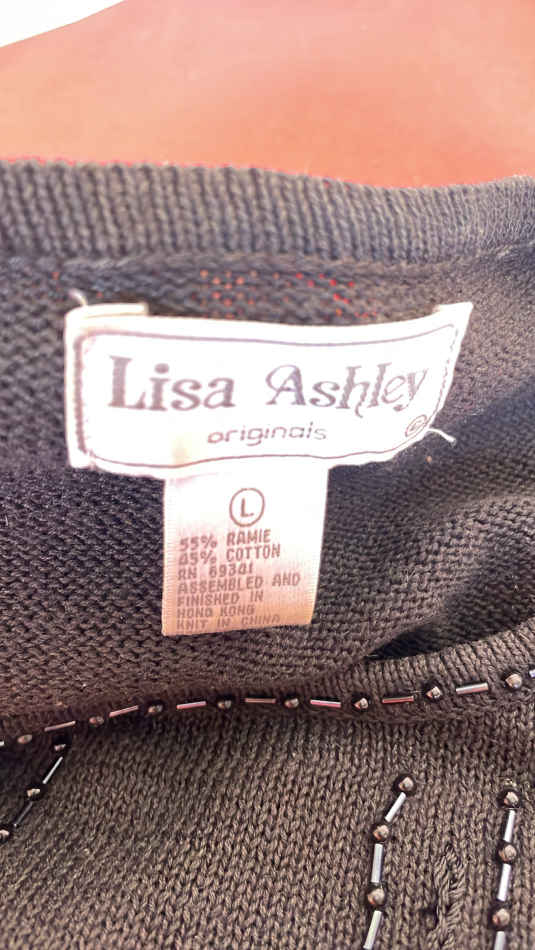 Lisa Ashley
originals
®
L
55% RAMIE
45% COTTON
RN 69341
ASSEMBLED AND
FINISHED IN
HONG KONG
KNIT IN CHINA